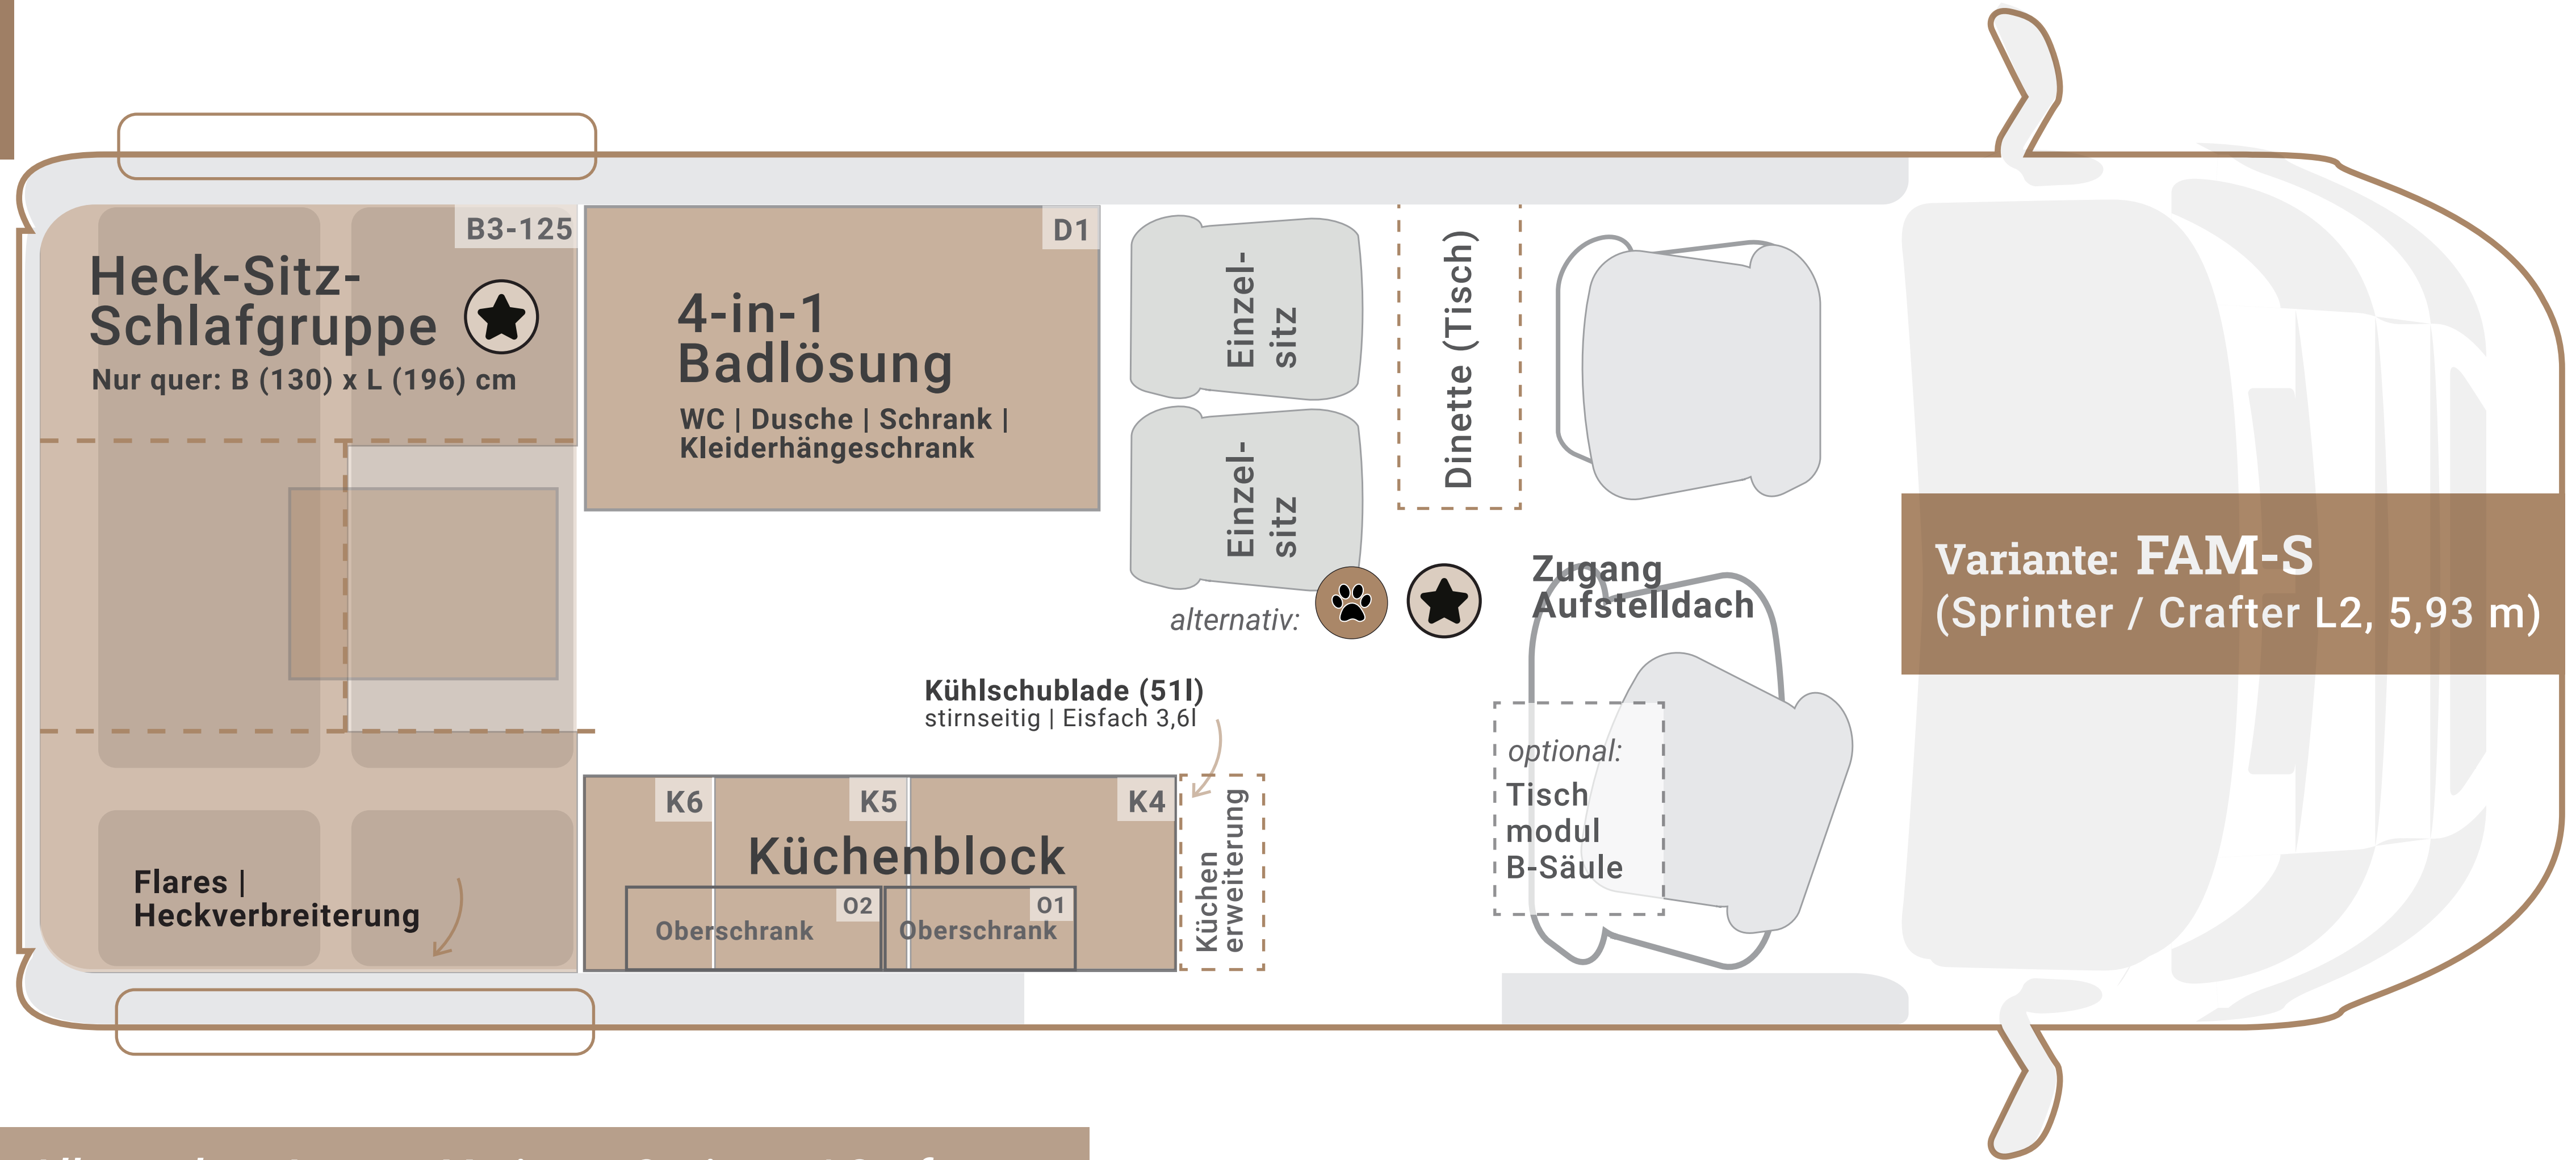 B3-125
Heck-Sitz-
Schlafgruppe
Nur quer: B (130) x L (196) cm
D1
4-in-1
Badlösung
WC | Dusche | Schrank |
Kleiderhängeschrank
Einzel-
sitz
Einzel-
sitz
Dinette (Tisch)
alternativ:
Zugang
Aufstelldach
Variante: FAM-S
(Sprinter / Crafter L2, 5,93 m)
Kühlschublade (51l)
stirnseitig | Eisfach 3,6l
optional:
Tisch
modul
B-Säule
K6
K5
K4
Küchenblock
O2
Oberschrank
O1
Oberschrank
Küchen
erweiterung
Flares |
Heckverbreiterung